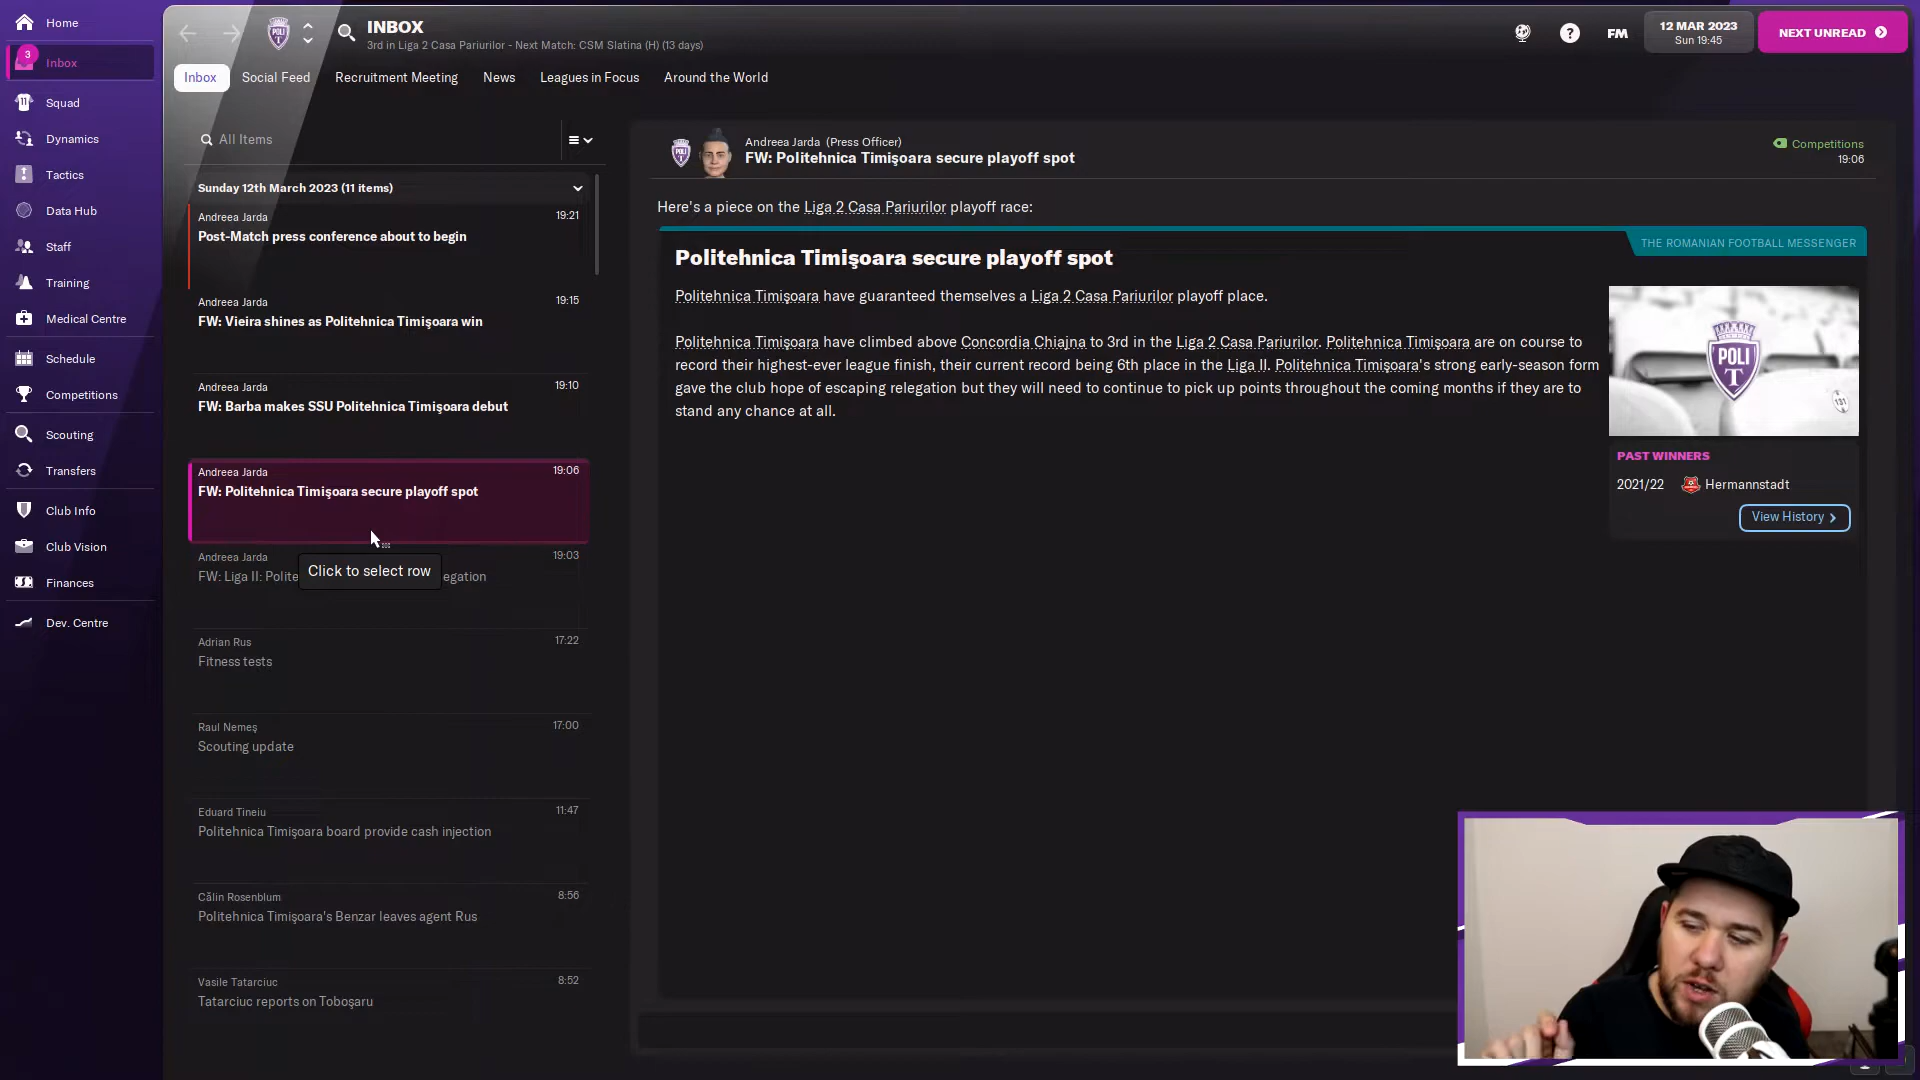 Home
3
Inbox
Squad
Dynamics
Tactics
Data Hub
Staff
Training
Medical Centre
Schedule
Competitions
Scouting
Transfers
Club Info
Club Vision
Finances
Dev. Centre
POLI
T
INBOX
3rd in Liga 2 Casa Pariurilor - Next Match: CSM Slatina (H) (13 days)
?
FM
12 MAR 2023
Sun 19:45
NEXT UNREAD
Inbox
Social Feed
Recruitment Meeting
News
Leagues in Focus
Around the World
All Items
Sunday 12th March 2023 (11 items)
Andreea Jarda
19:21
Post-Match press conference about to begin
Andreea Jarda
19:15
FW: Vieira shines as Politehnica Timişoara win
Andreea Jarda
19:10
FW: Barba makes SSU Politehnica Timişoara debut
Andreea Jarda
19:06
FW: Politehnica Timişoara secure playoff spot
Andreea Jarda
19:03
FW: Liga II: Polite
egation
Click to select row
Adrian Rus
17:22
Fitness tests
Raul Nemeş
17:00
Scouting update
Eduard Tineiu
11:47
Politehnica Timişoara board provide cash injection
Călin Rosenblum
8:56
Politehnica Timişoara's Benzar leaves agent Rus
Vasile Tatarciuc
8:52
Tatarciuc reports on Toboşaru
POLI
T
Andreea Jarda (Press Officer)
FW: Politehnica Timişoara secure playoff spot
Competitions
19:06
Here's a piece on the Liga 2 Casa Pariurilor playoff race:
THE ROMANIAN FOOTBALL MESSENGER
Politehnica Timişoara secure playoff spot
Politehnica Timişoara have guaranteed themselves a Liga 2 Casa Pariurilor playoff place.
Politehnica Timişoara have climbed above Concordia Chiajna to 3rd in the Liga 2 Casa Pariurilor. Politehnica Timişoara are on course to
record their highest-ever league finish, their current record being 6th place in the Liga II. Politehnica Timişoara's strong early-season form
gave the club hope of escaping relegation but they will need to continue to pick up points throughout the coming months if they are to
stand any chance at all.
POLI
T
131
PAST WINNERS
2021/22
Hermannstadt
View History